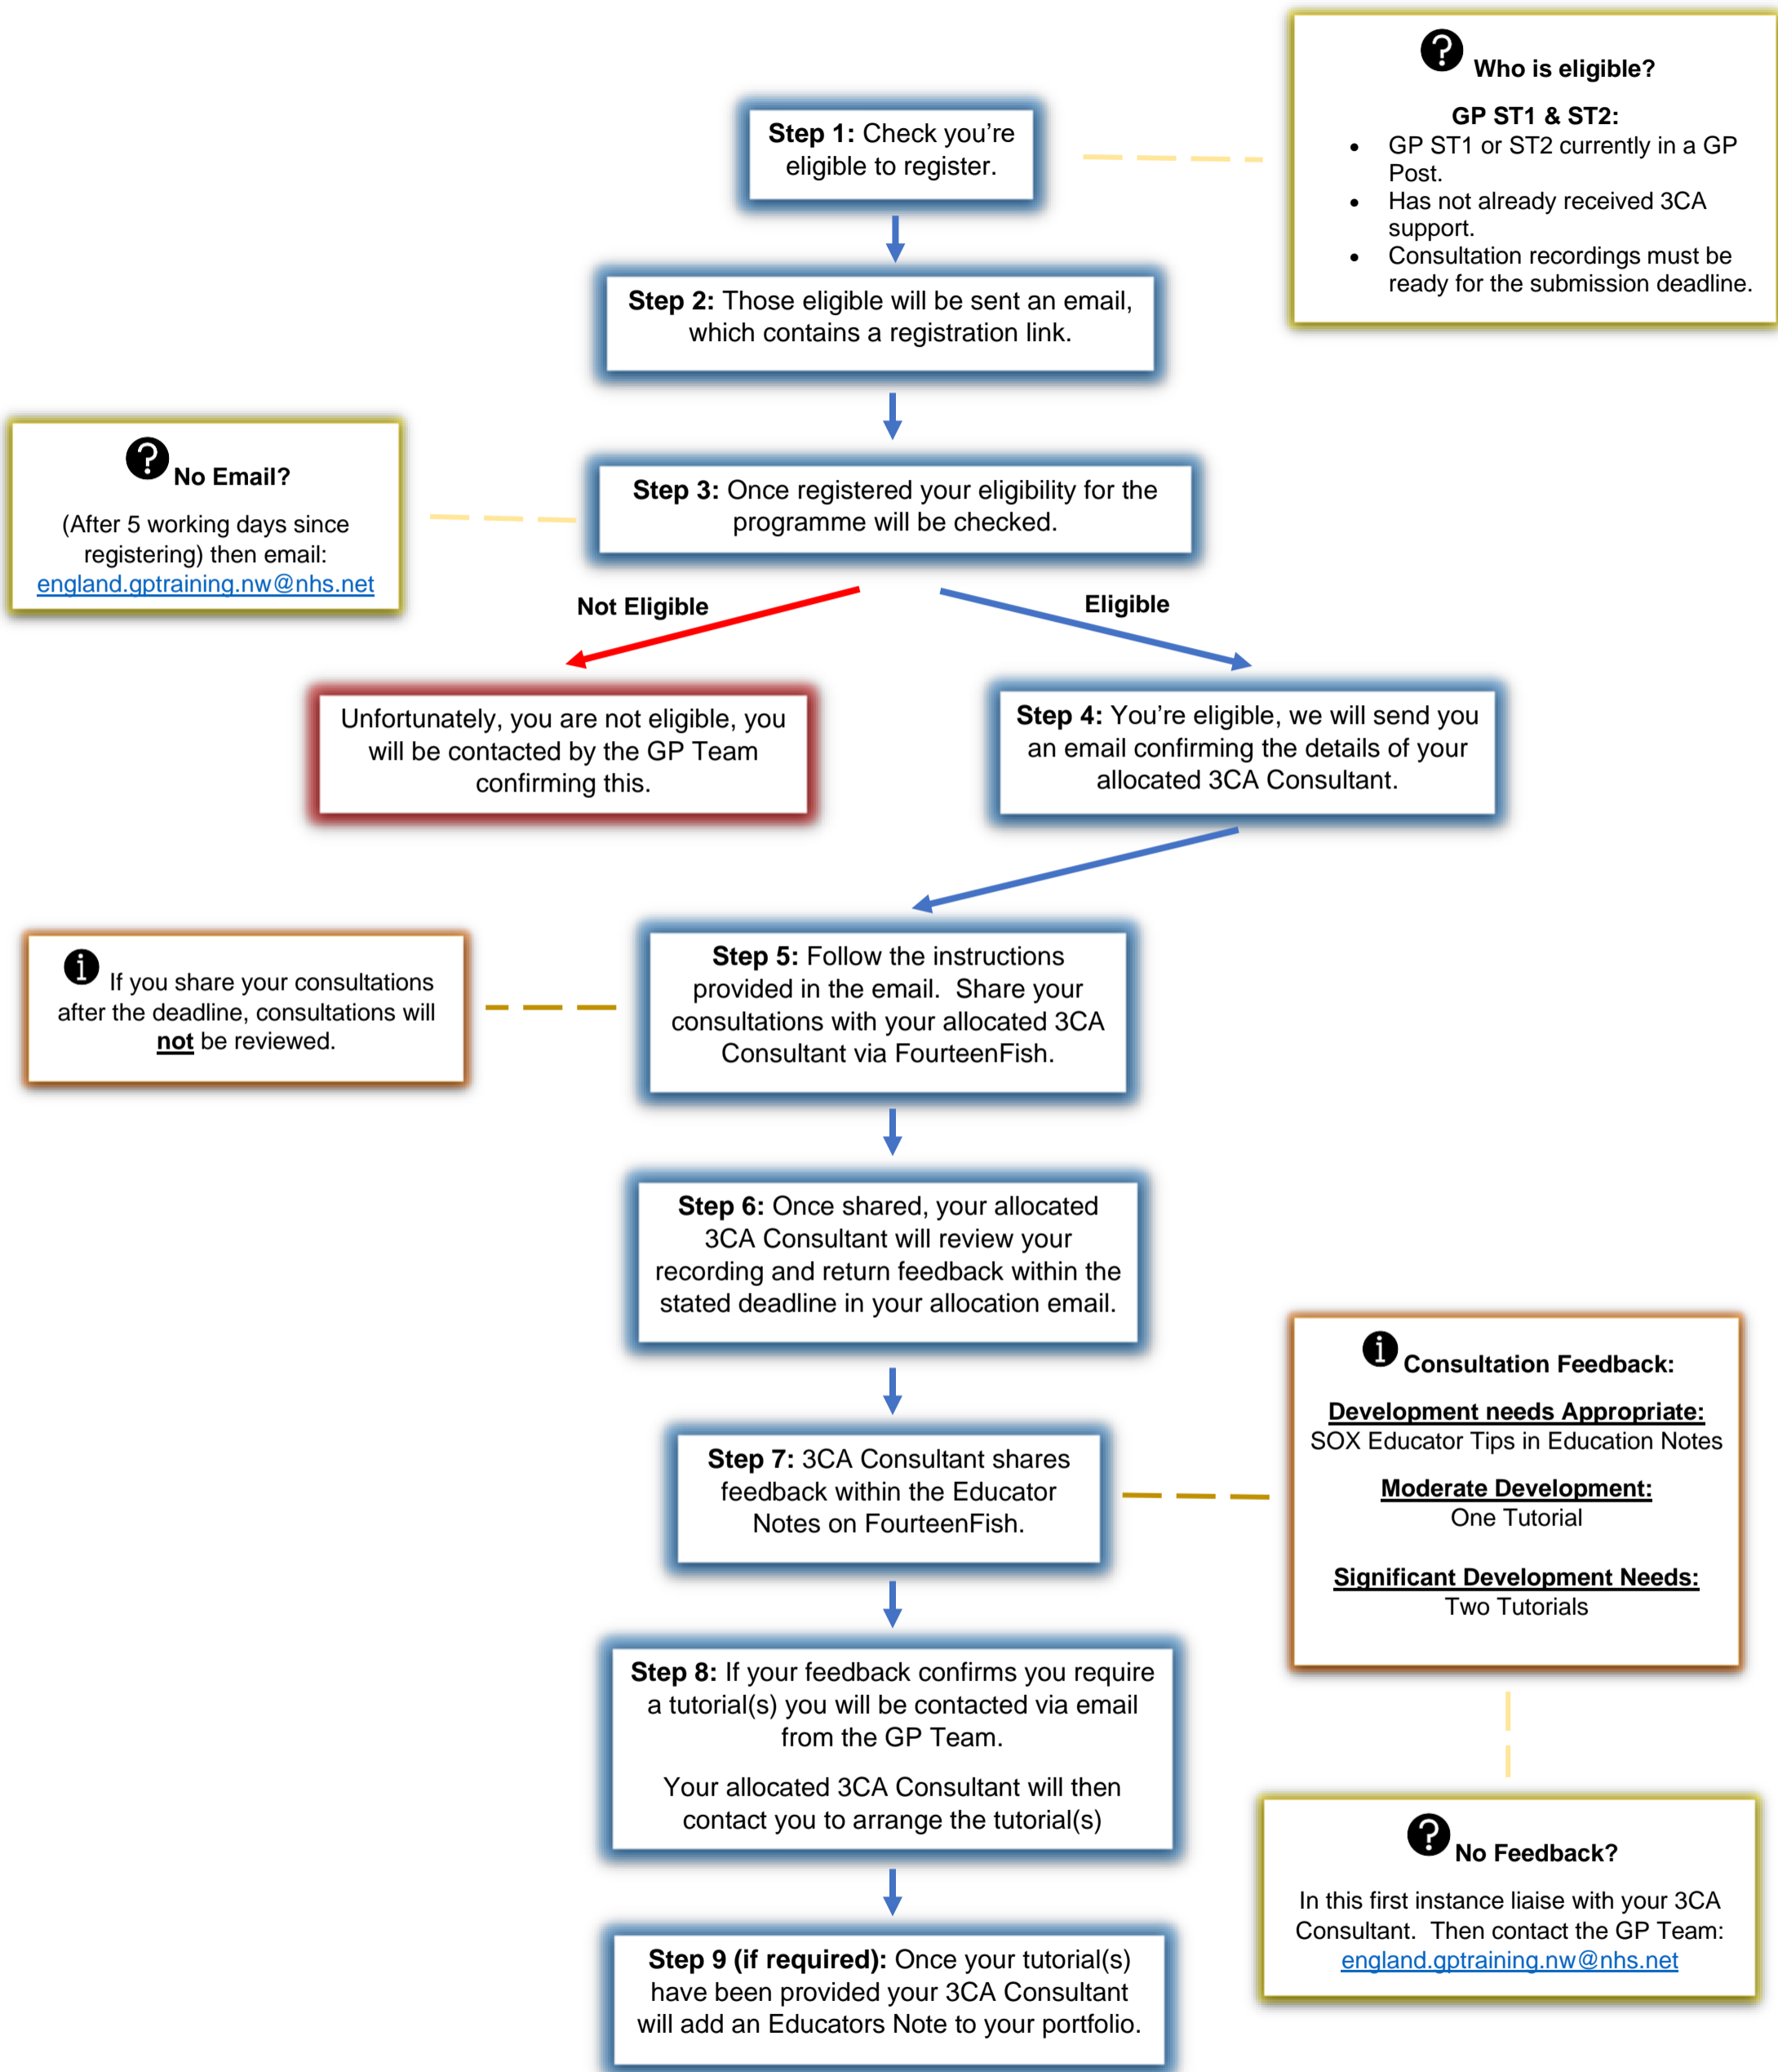 Who is eligible?
GP ST1 & ST2:
• GP ST1 or ST2 currently in a GP
Post.
• Has not already received 3CA
support.
• Consultation recordings must be
ready for the submission deadline.
Step 1: Check you’re
eligible to register.
Step 2: Those eligible will be sent an email,
which contains a registration link.
No Email?
(After 5 working days since
registering) then email:
england.gptraining.nw@nhs.net
Step 3: Once registered your eligibility for the
programme will be checked.
Not Eligible
Eligible
Unfortunately, you are not eligible, you
will be contacted by the GP Team
confirming this.
Step 4: You’re eligible, we will send you
an email confirming the details of your
allocated 3CA Consultant.
If you share your consultations
after the deadline, consultations will
not be reviewed.
Step 5: Follow the instructions
provided in the email. Share your
consultations with your allocated 3CA
Consultant via FourteenFish.
Step 6: Once shared, your allocated
3CA Consultant will review your
recording and return feedback within the
stated deadline in your allocation email.
Step 7: 3CA Consultant shares
feedback within the Educator
Notes on FourteenFish.
Consultation Feedback:
Development needs Appropriate:
SOX Educator Tips in Education Notes
Moderate Development:
One Tutorial
Significant Development Needs:
Two Tutorials
Step 8: If your feedback confirms you require
a tutorial(s) you will be contacted via email
from the GP Team.
Your allocated 3CA Consultant will then
contact you to arrange the tutorial(s)
No Feedback?
In this first instance liaise with your 3CA
Consultant. Then contact the GP Team:
england.gptraining.nw@nhs.net
Step 9 (if required): Once your tutorial(s)
have been provided your 3CA Consultant
will add an Educators Note to your portfolio.